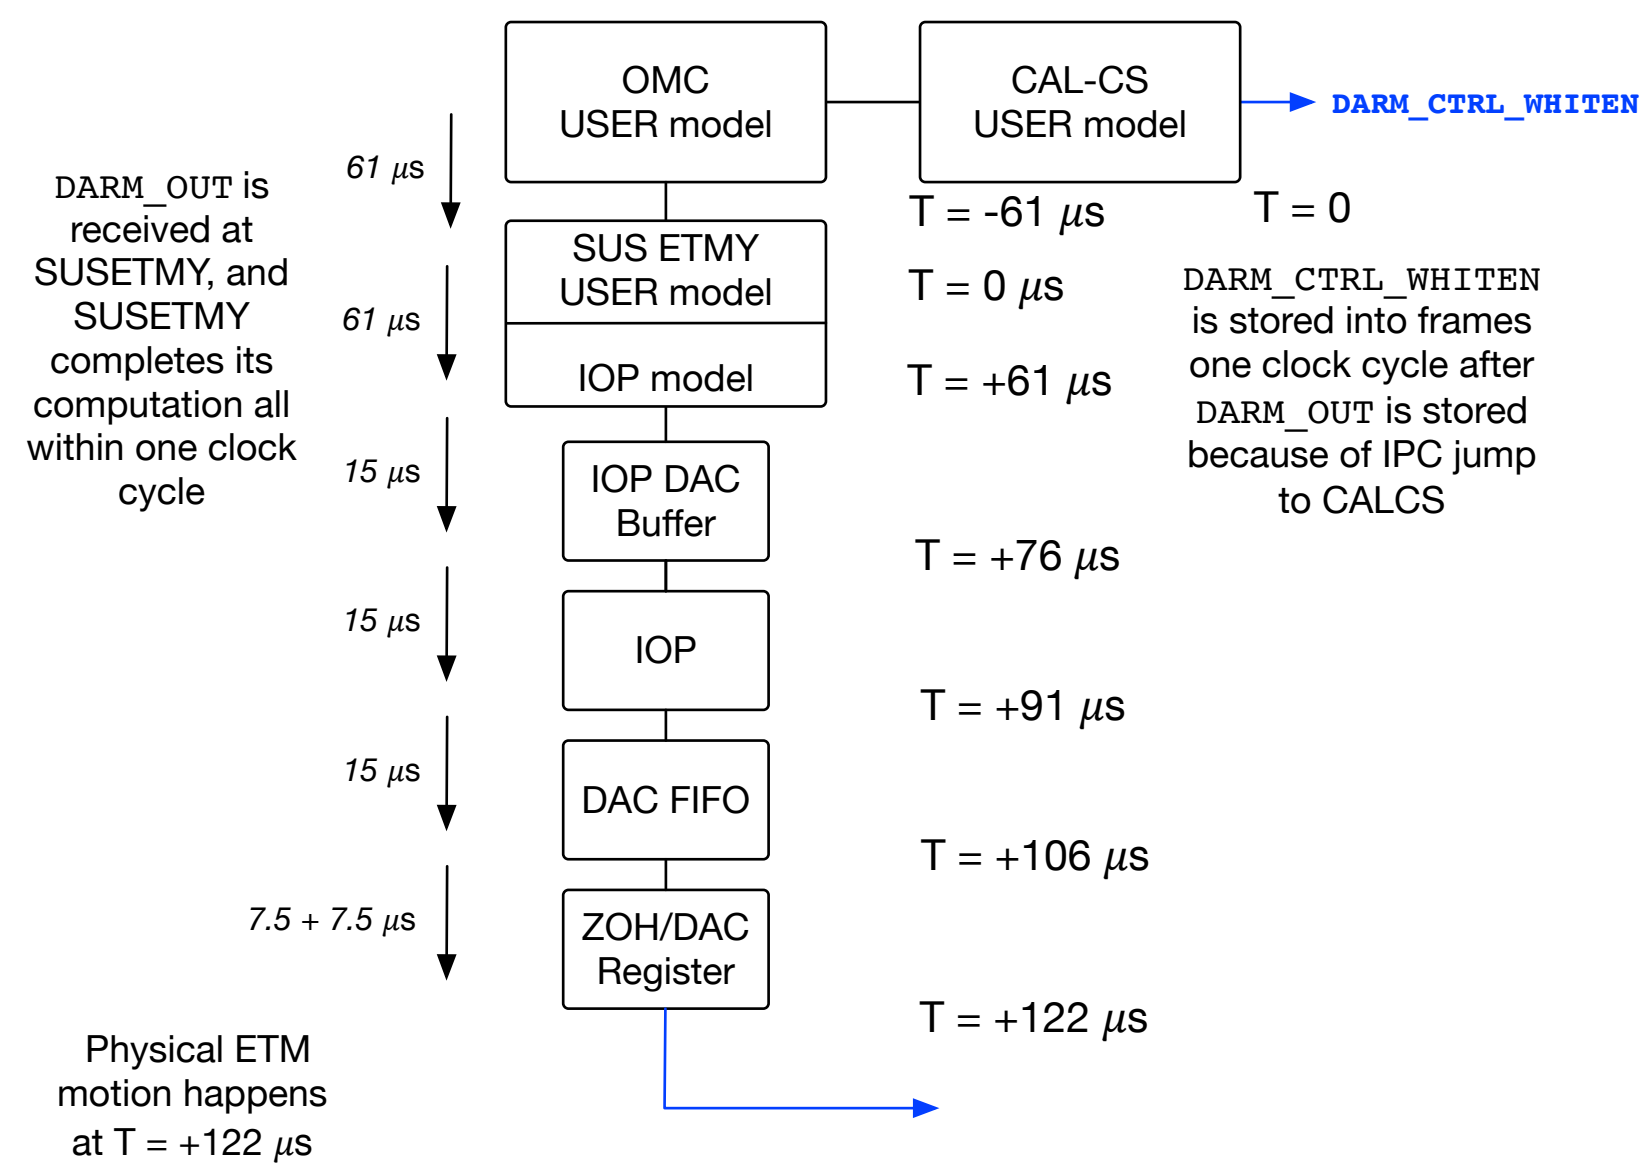 OMC
USER model
CAL-CS
USER model
DARM_CTRL_WHITEN
61 μs
DARM_OUT is
received at
SUSETMY, and
SUSETMY
completes its
computation all
within one clock
cycle
T = -61 μs
T = 0
SUS ETMY
USER model
T = 0 μs
61 μs
IOP model
T = +61 μs
DARM_CTRL_WHITEN
is stored into frames
one clock cycle after
DARM_OUT is stored
because of IPC jump
to CALCS
15 μs
IOP DAC
Buffer
T = +76 μs
15 μs
IOP
T = +91 μs
15 μs
DAC FIFO
T = +106 μs
7.5 + 7.5 μs
ZOH/DAC
Register
T = +122 μs
Physical ETM
motion happens
at T = +122 μs